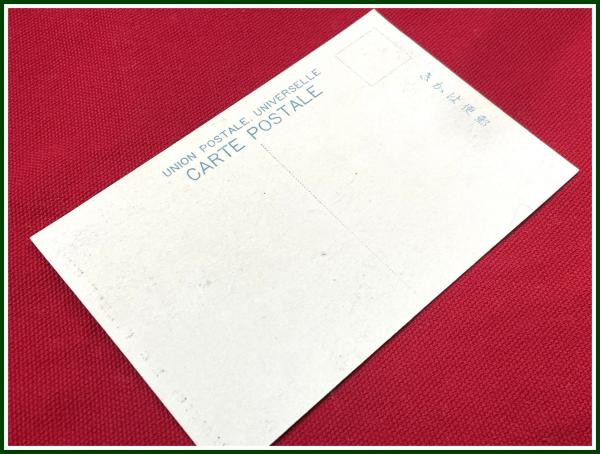 UNION POSTALE UNIVERSELLE
CARTE POSTALE
郵便はかき